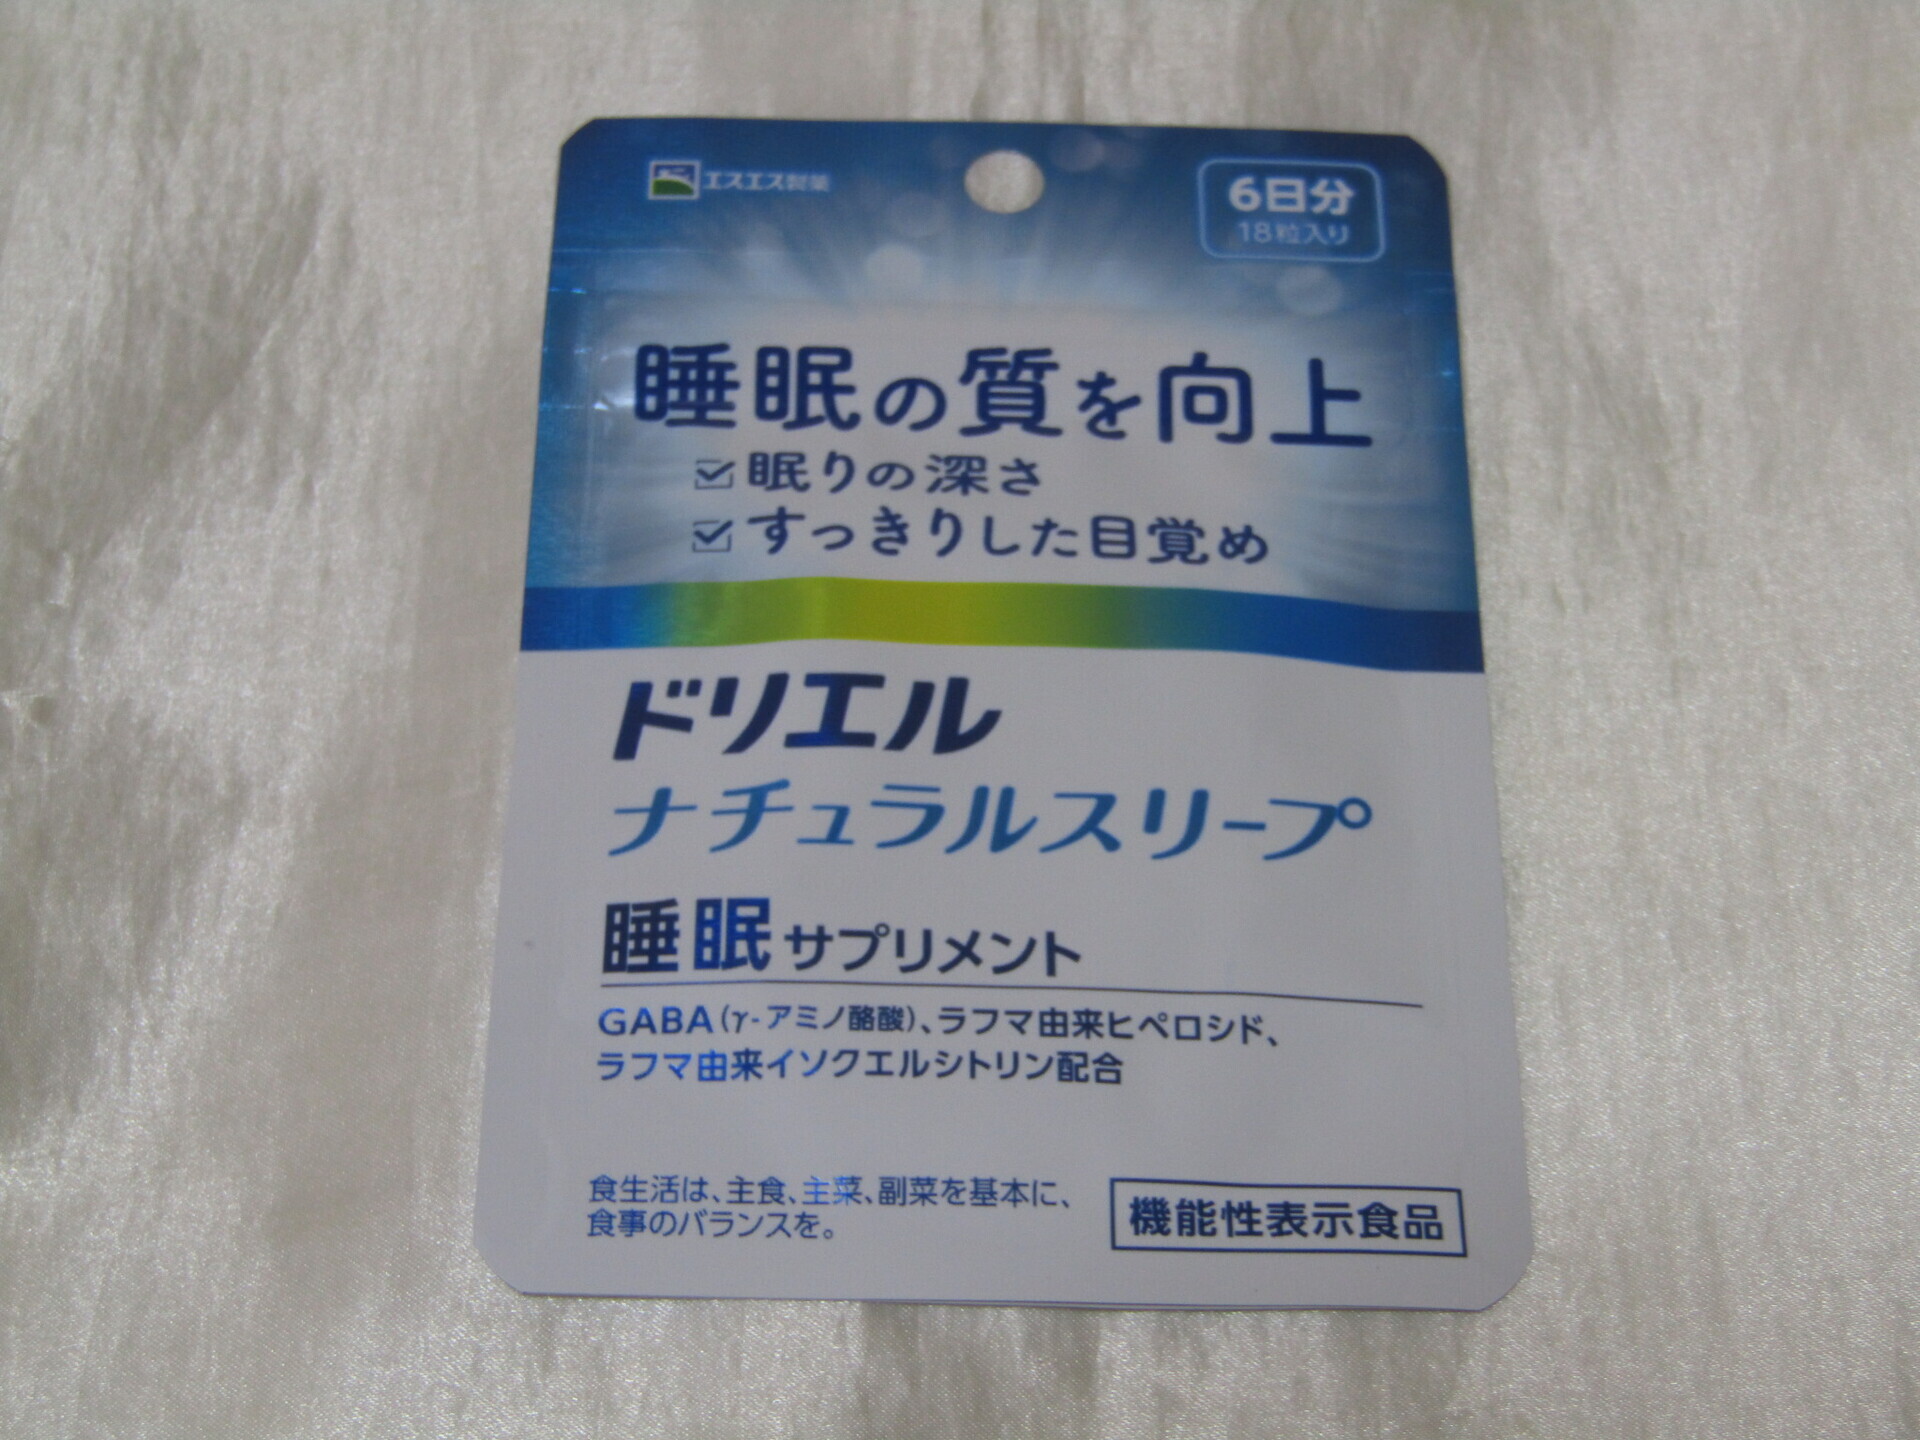 エスエス製薬
6日分
18粒入り
睡眠の質を向上
眠りの深さ
すっきりした目覚め
ドリエル
ナチュラルスリープ
睡眠サプリメント
GABA(γ-アミノ酪酸)、ラフマ由来ヒペロシド、
ラフマ由来イソクエルシトリン配合
食生活は、主食、主菜、副菜を基本に、
食事のバランスを。
機能性表示食品